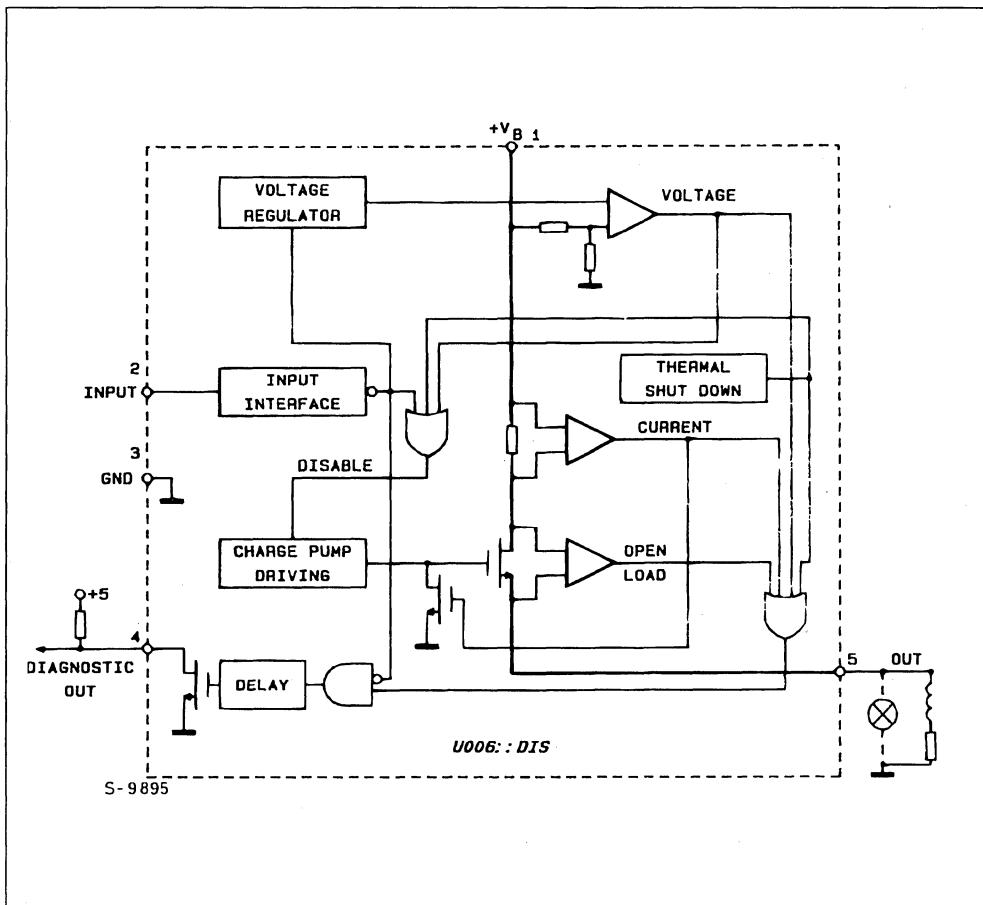 +VB 1
VOLTAGE
REGULATOR
VOLTAGE
2
INPUT
INPUT
INTERFACE
THERMAL
SHUT DOWN
CURRENT
3
GND
DISABLE
CHARGE PUMP
DRIVING
OPEN
LOAD
+5
4
DIAGNOSTIC
OUT
DELAY
5 OUT
U006::DIS
S-9895